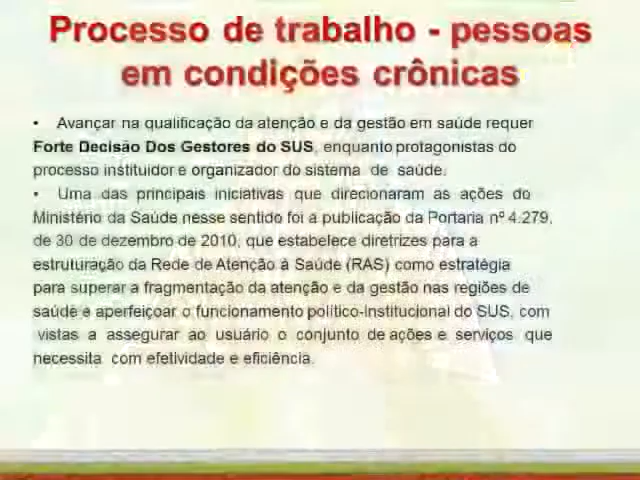 Processo de trabalho - pessoas
em condições crônicas
• Avançar na qualificação da atenção e da gestão em saúde requer
Forte Decisão Dos Gestores do SUS, enquanto protagonistas do
processo instituidor e organizador do sistema de saúde.
• Uma das principais iniciativas que direcionaram as ações do
Ministério da Saúde nesse sentido foi a publicação da Portaria nº 4.279,
de 30 de dezembro de 2010, que estabelece diretrizes para a
estruturação da Rede de Atenção à Saúde (RAS) como estratégia
para superar a fragmentação da atenção e da gestão nas regiões de
saúde e aperfeiçoar o funcionamento político-institucional do SUS, com
vistas a assegurar ao usuário o conjunto de ações e serviços que
necessita com efetividade e eficiência.